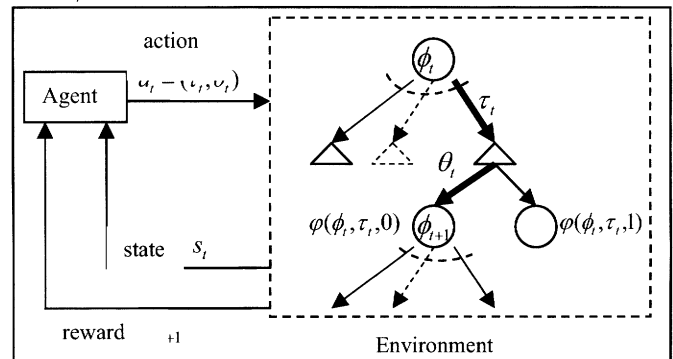 action
Agent
ϕ_t
τ_t
θ_t
φ(ϕ_t,τ_t,0)
ϕ_{t+1}
φ(ϕ_t,τ_t,1)
state s_t
reward +1
Environment